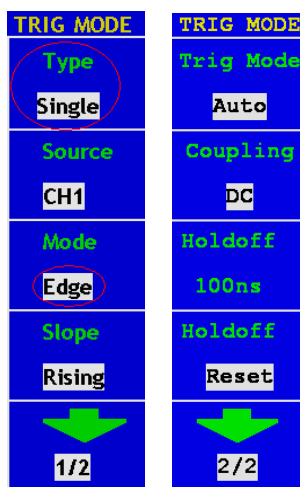 TRIG MODE
Type
Single
Source
CH1
Mode
Edge
Slope
Rising
1/2
TRIG MODE
Trig Mode
Auto
Coupling
DC
Holdoff
100ns
Holdoff
Reset
2/2